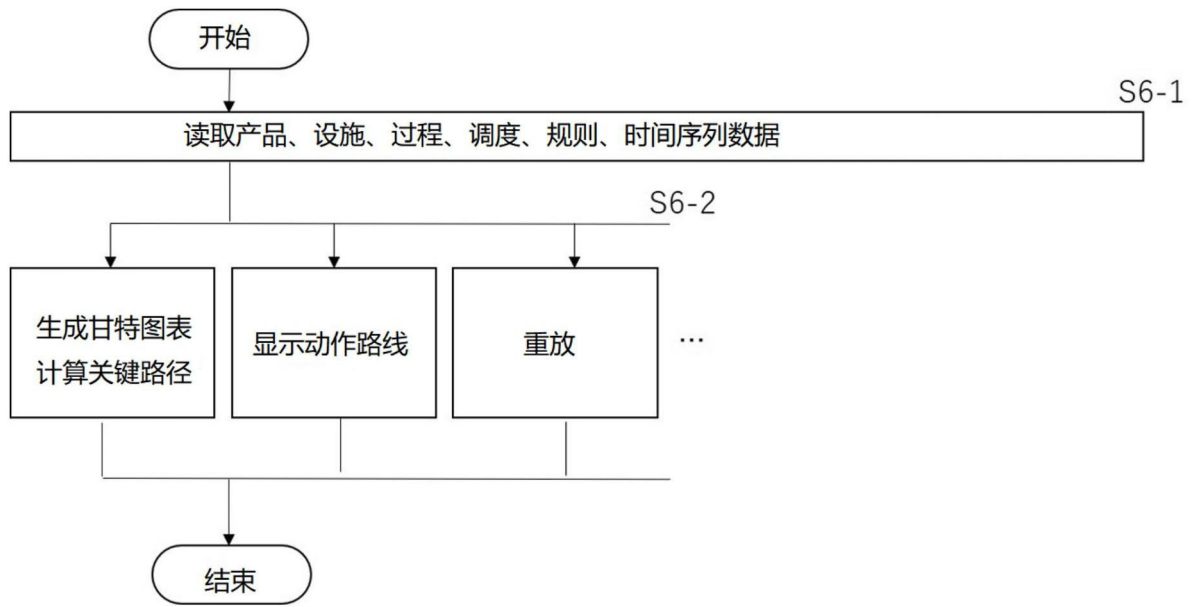 开始
S6-1
读取产品、设施、过程、调度、规则、时间序列数据
S6-2
生成甘特图表
计算关键路径
显示动作路线
重放
...
结束